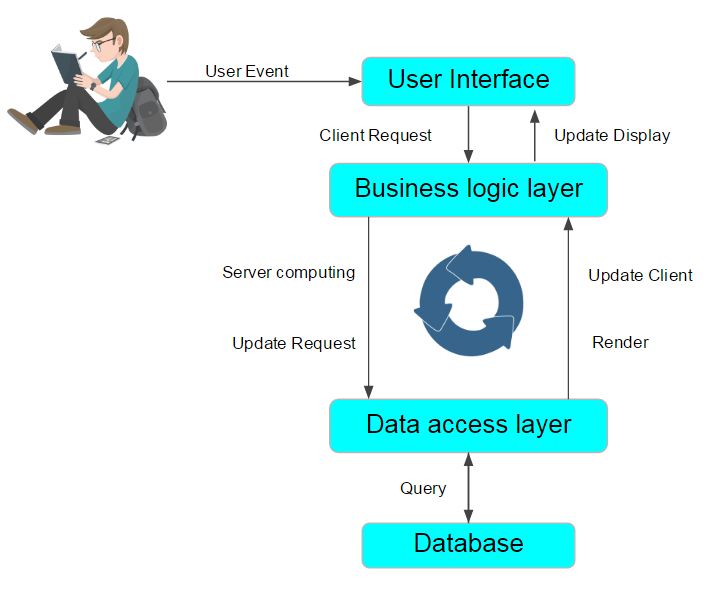 User Event
User Interface
Client Request
Update Display
Business logic layer
Server computing
Update Client
Update Request
Render
Data access layer
Query
Database